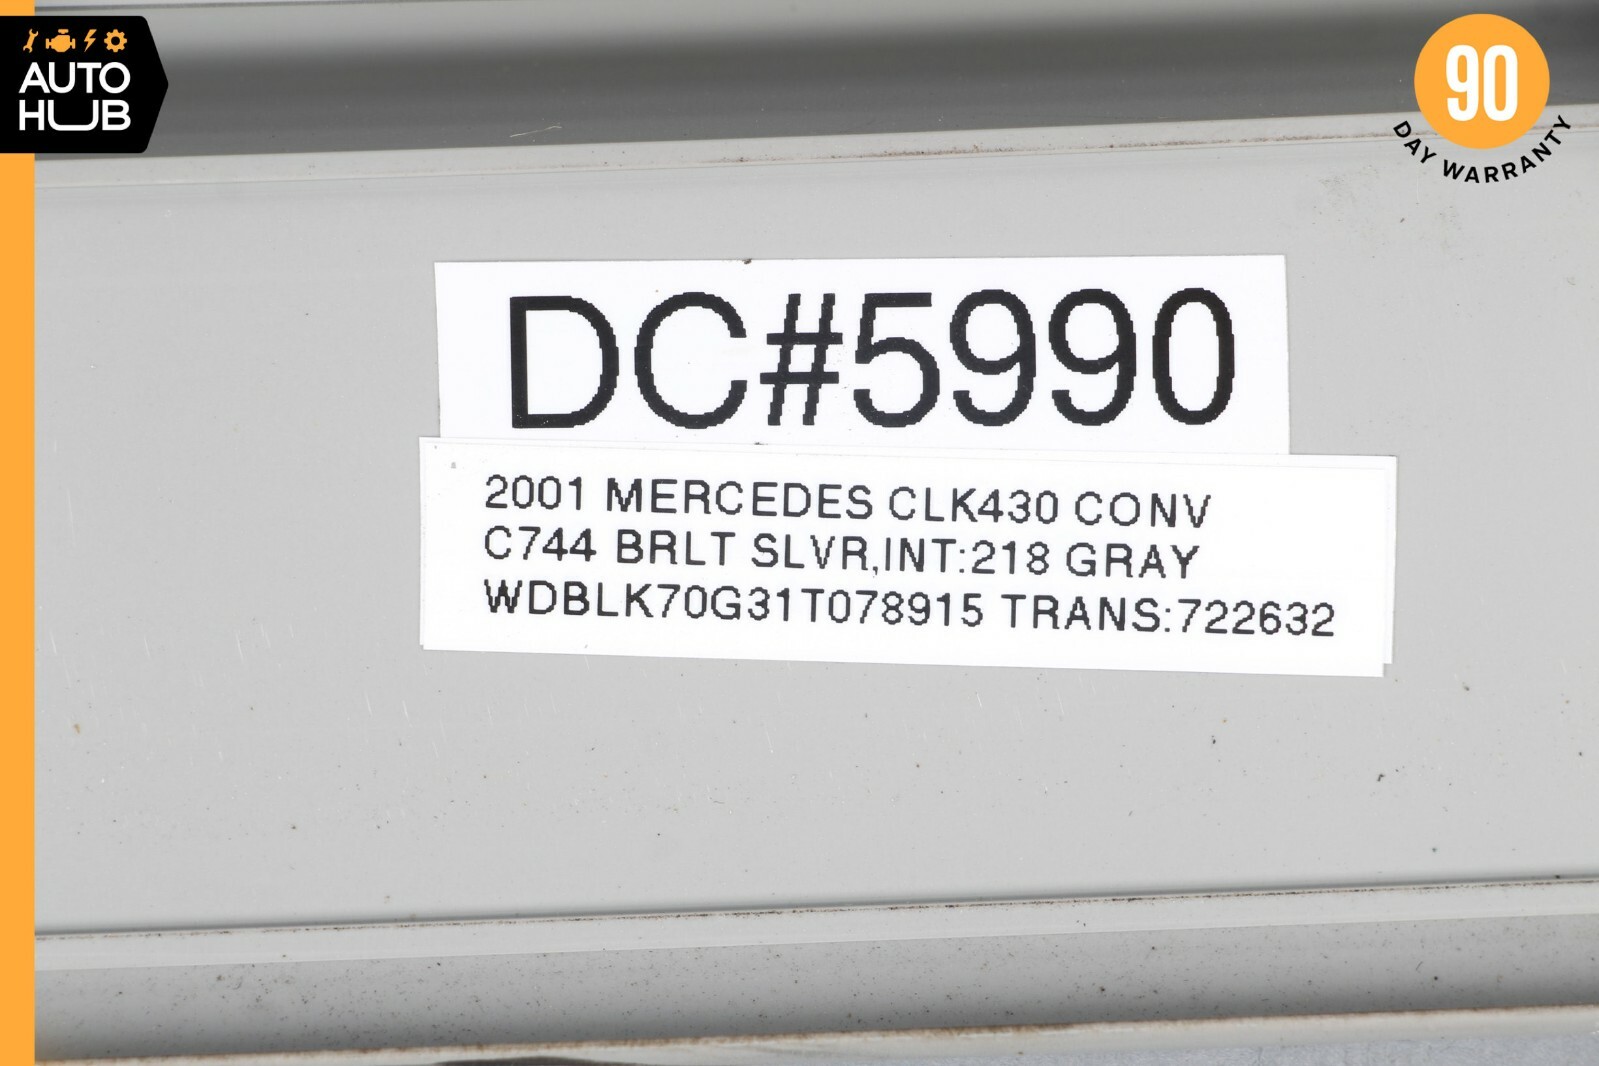 AUTO
HUB
90
DAY WARRANTY
DC#5990
2001 MERCEDES CLK430 CONV
C744 BRLT SLVR,INT:218 GRAY
WDBLK70G31T078915 TRANS:722632